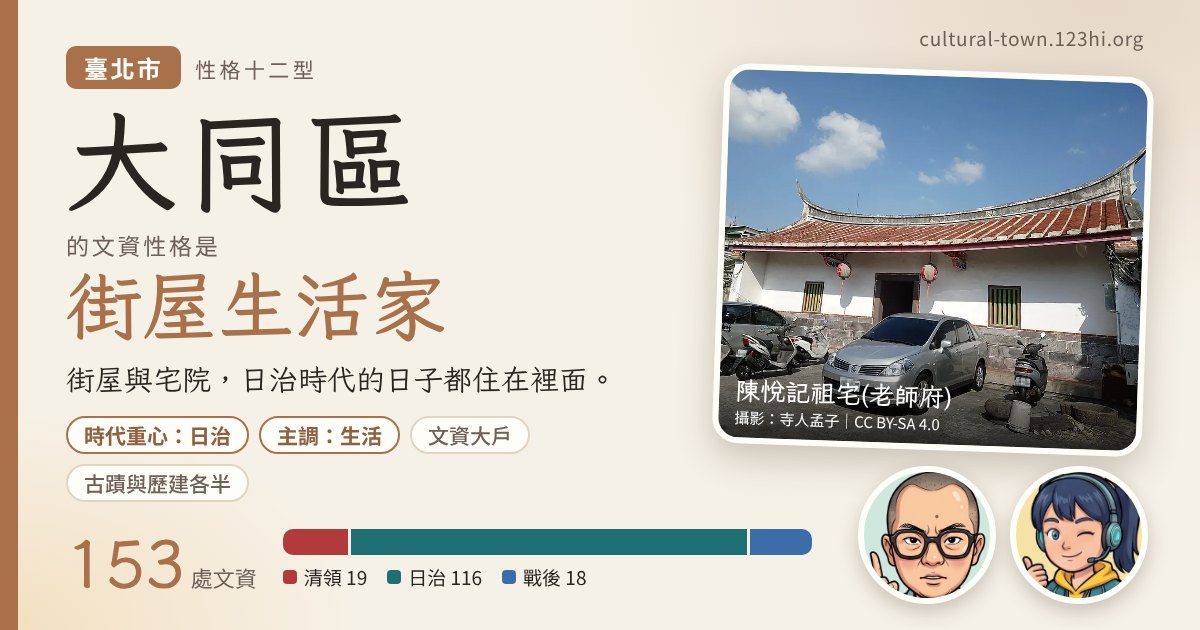 臺北市 性格十二型
cultural-town.123hi.org
大同區
的文資性格是
街屋生活家
街屋與宅院，日治時代的日子都住在裡面。
時代重心：日治 主調：生活 文資大戶
古蹟與歷建各半
153 處文資
清領 19 日治 116 戰後 18
陳悅記祖宅(老師府)
攝影：寺人孟子｜CC BY-SA 4.0